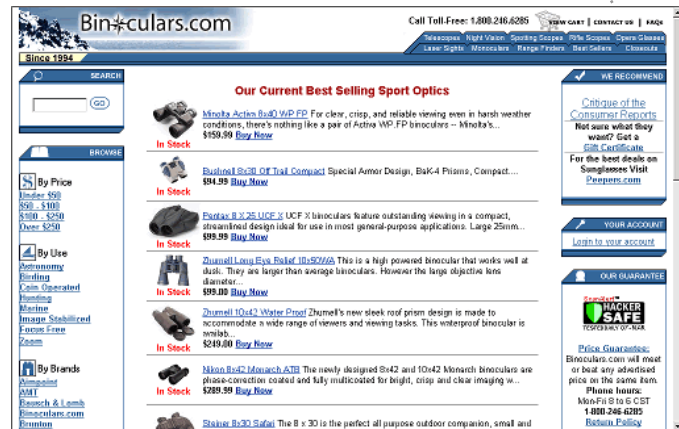 Binoculars.com
Call Toll-Free: 1.800.246.6285 VIEW CART | CONTACT US | FAQs
Telescopes Night Vision Spotting Scopes Rifle Scopes Opera Glasses
Laser Sights Monoculars Range Finders Best Sellers Closeouts
Since 1994
SEARCH
GO
BROWSE
$ By Price
Under $50
$50 - $100
$100 - $250
Over $250
By Use
Astronomy
Birding
Coin Operated
Hunting
Marine
Image Stabilized
Focus Free
Zoom
By Brands
Aimpoint
AMT
Bausch & Lomb
Binoculars.com
Brunton
Our Current Best Selling Sport Optics
Minolta Activa 8x40 WP FP For clear, crisp, and reliable viewing even in harsh weather
conditions, there's nothing like a pair of Activa WP.FP binoculars -- Minolta's...
$159.99 Buy Now
In Stock
Bushnell 8x30 Off Trail Compact Special Armor Design, BaK-4 Prisms, Compact....
$94.99 Buy Now
In Stock
Pentax 8 X 25 UCF X UCF X binoculars feature outstanding viewing in a compact,
streamlined design ideal for use in most general-purpose applications. Large 25mm...
$99.99 Buy Now
In Stock
Zhumell Long Eye Relief 10x50WA This is a high powered binocular that works well at
dusk. They are larger than average binoculars. However the large objective lens
diameter...
$99.00 Buy Now
In Stock
Zhumell 10x42 Water Proof Zhumell's new sleek roof prism design is made to
accommodate a wide range of viewers and viewing tasks. This waterproof binocular is
availab...
$249.00 Buy Now
In Stock
Nikon 8x42 Monarch ATB The newly designed 8x42 and 10x42 Monarch binoculars are
phase-correction coated and fully multicoated for bright, crisp and clear imaging w...
$289.99 Buy Now
In Stock
Steiner 8x30 Safari The 8 x 30 is the perfect all purpose outdoor companion, small and
WE RECOMMEND
Critique of the
Consumer Reports
Not sure what they
want? Get a
Gift Certificate
For the best deals on
Sunglasses Visit
Peepers.com
YOUR ACCOUNT
Login to your account
OUR GUARANTEE
HACKER
SAFE
TESTED DAILY
Price Guarantee:
Binoculars.com will meet
or beat any advertised
price on the same item.
Phone hours:
Mon-Fri 8 to 6 CST
1-800-246-6285
Return Policy